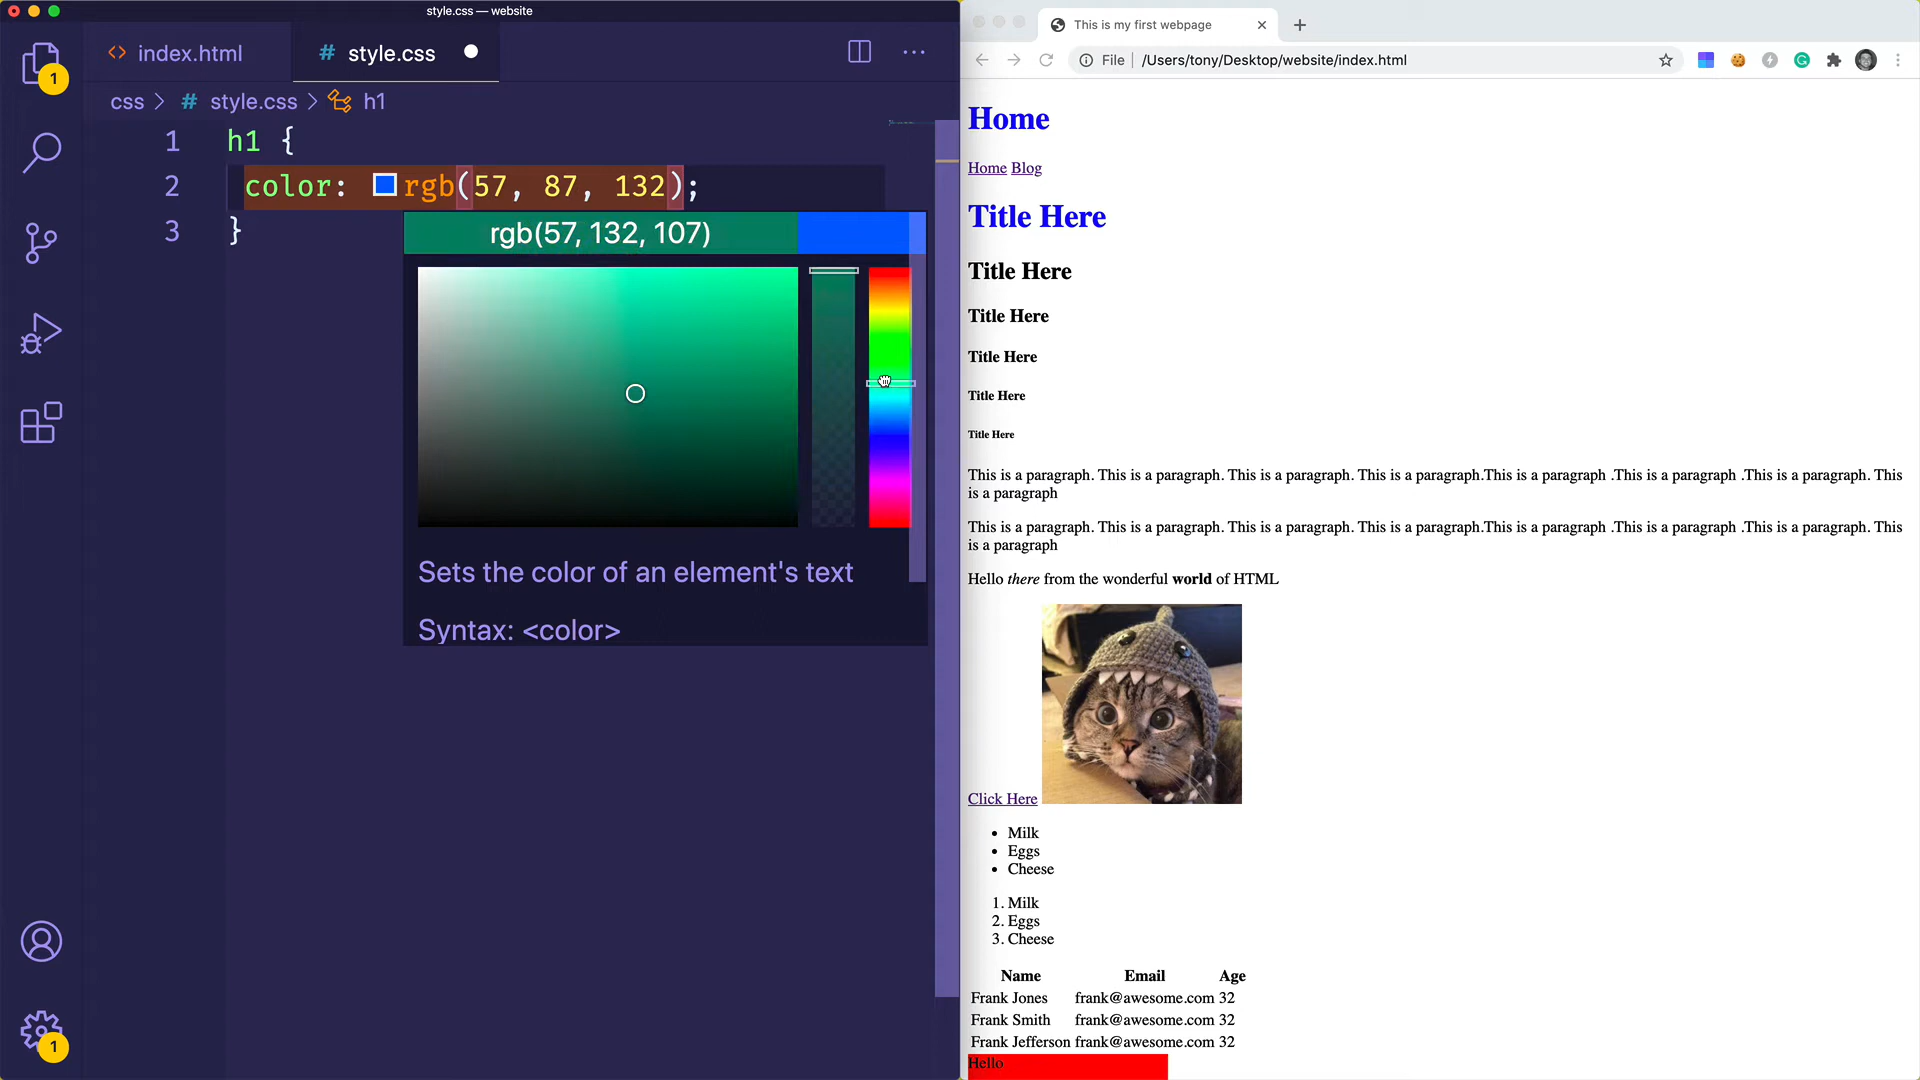 style.css — website
1
index.html
# style.css
css > # style.css > h1
1 h1 {
2 color: rgb(57, 87, 132);
3 }
rgb(57, 132, 107)
Sets the color of an element's text
Syntax: <color>
1
This is my first webpage
File /Users/tony/Desktop/website/index.html
Home
Home Blog
Title Here
Title Here
Title Here
Title Here
Title Here
Title Here
This is a paragraph. This is a paragraph. This is a paragraph. This is a paragraph.This is a paragraph .This is a paragraph .This is a paragraph. This
is a paragraph
This is a paragraph. This is a paragraph. This is a paragraph. This is a paragraph.This is a paragraph .This is a paragraph .This is a paragraph. This
is a paragraph
Hello there from the wonderful world of HTML
Click Here
• Milk
• Eggs
• Cheese
1. Milk
2. Eggs
3. Cheese
Name Email Age
Frank Jones frank@awesome.com 32
Frank Smith frank@awesome.com 32
Frank Jefferson frank@awesome.com 32
Hello